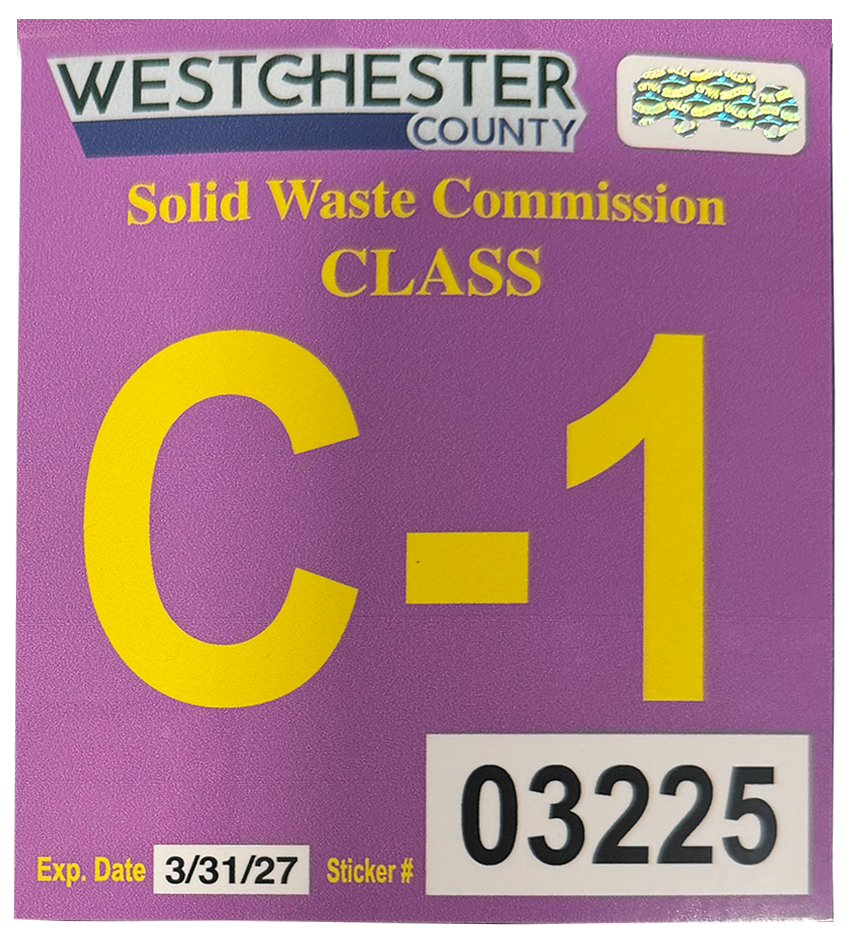 WESTCHESTER
COUNTY
Solid Waste Commission
CLASS
C-1
Exp. Date 3/31/27 Sticker # 03225